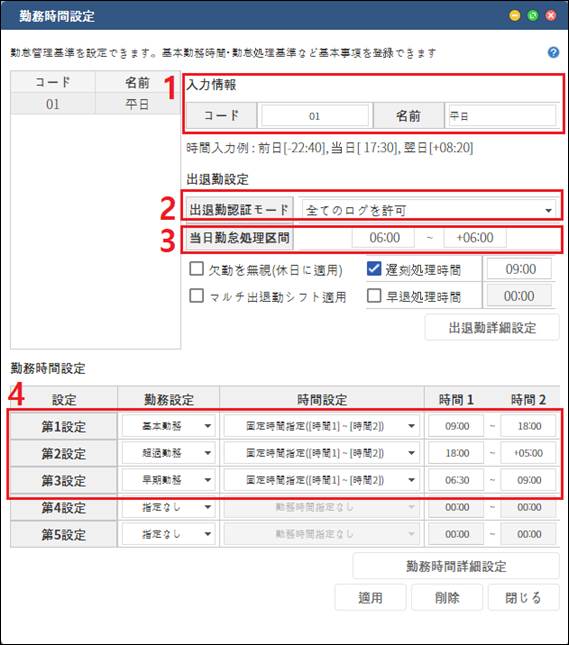 勤務時間設定
勤怠管理基準を設定できます。基本勤務時間･勤怠処理基準など基本事項を登録できます
?
コード 名前
01 平日
1 入力情報
コード 01 名前 平日
時間入力例 : 前日[-22:40], 当日[ 17:30], 翌日[+08:20]
出退勤設定
2 出退勤認証モード 全てのログを許可
3 当日勤怠処理区間 06:00 ~ +06:00
欠勤を無視(休日に適用) 遅刻処理時間 09:00
マルチ出退勤シフト適用 早退処理時間 00:00
出退勤詳細設定
勤務時間設定
4
設定 勤務設定 時間設定 時間 1 時間 2
第1設定 基本勤務 固定時間指定([時間1] ~ [時間2]) 09:00 ~ 18:00
第2設定 超過勤務 固定時間指定([時間1] ~ [時間2]) 18:00 ~ +05:00
第3設定 早期勤務 固定時間指定([時間1] ~ [時間2]) 06:30 ~ 09:00
第4設定 指定なし 勤務時間指定なし 00:00 ~ 00:00
第5設定 指定なし 勤務時間指定なし 00:00 ~ 00:00
勤務時間詳細設定
適用 削除 閉じる